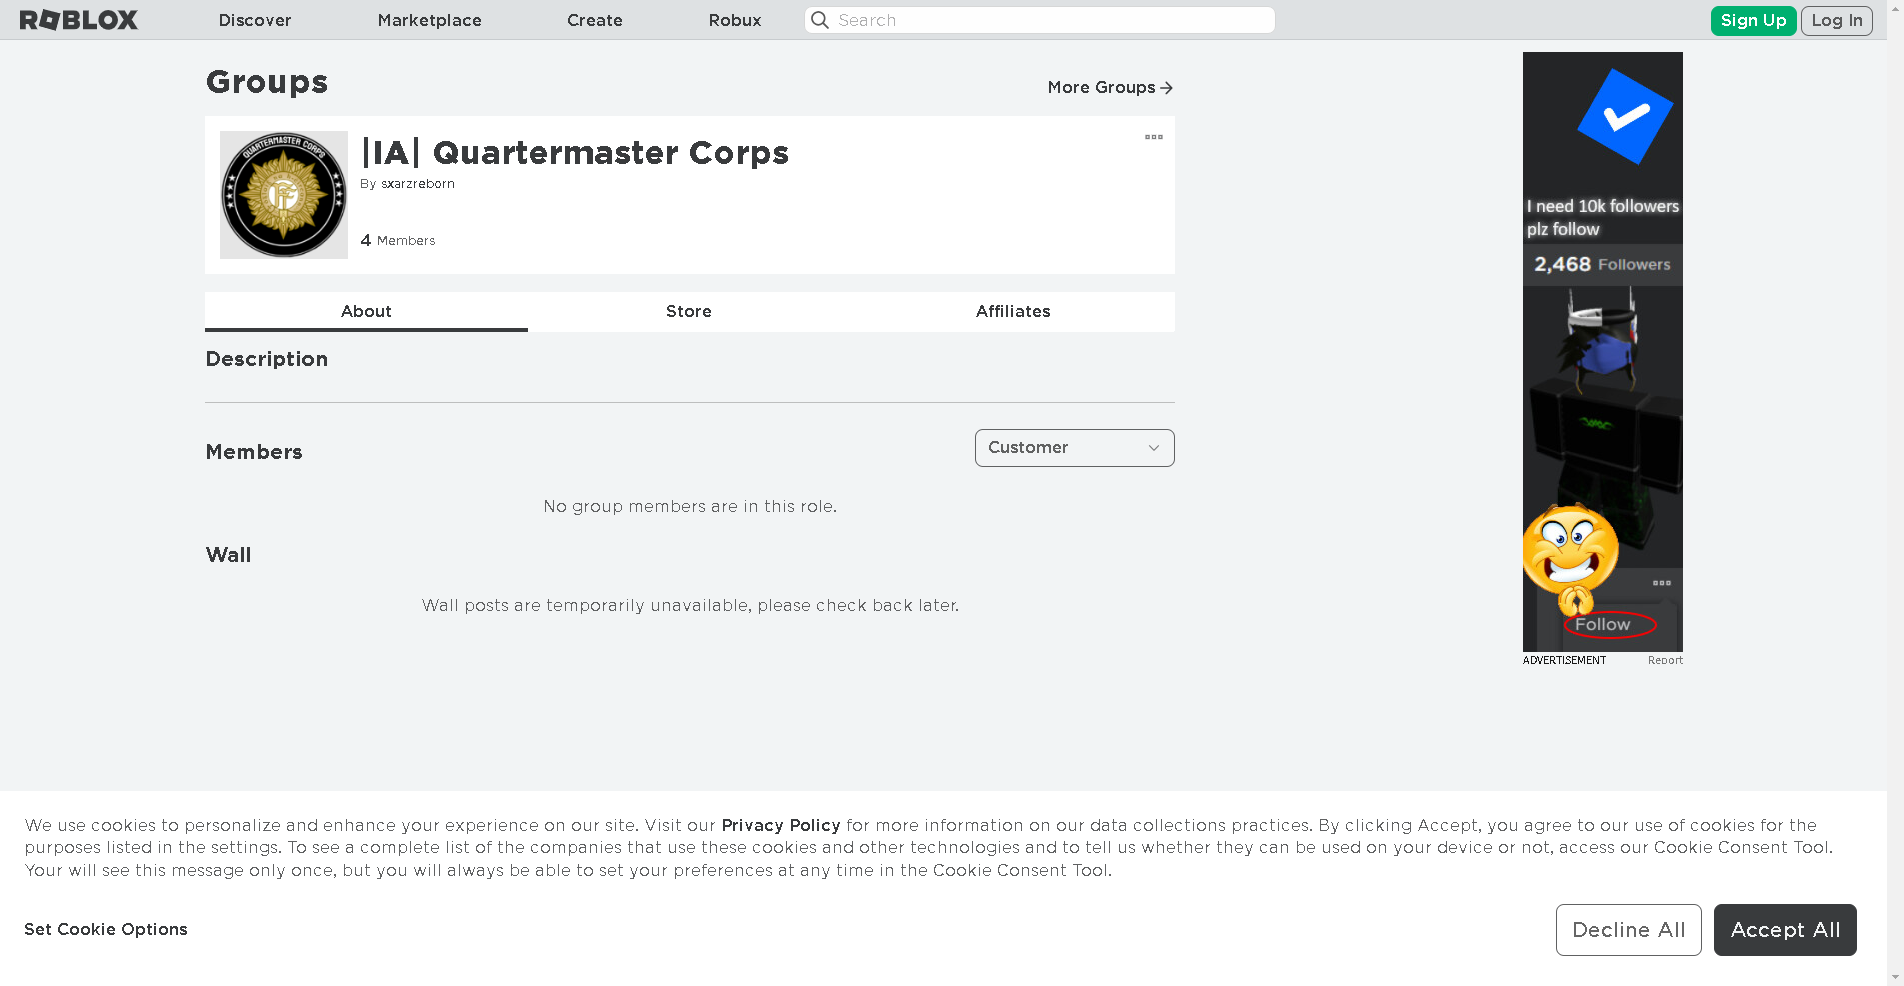 ROBLOX
Discover
Marketplace
Create
Robux
Search
Sign Up
Log In
Groups
More Groups
QUARTERMASTER CORPS
|IA| Quartermaster Corps
By sxarzreborn
4 Members
About
Store
Affiliates
Description
Members
Customer
No group members are in this role.
Wall
Wall posts are temporarily unavailable, please check back later.
I need 10k followers
plz follow
2,468 Followers
Follow
ADVERTISEMENT
Report
We use cookies to personalize and enhance your experience on our site. Visit our Privacy Policy for more information on our data collections practices. By clicking Accept, you agree to our use of cookies for the
purposes listed in the settings. To see a complete list of the companies that use these cookies and other technologies and to tell us whether they can be used on your device or not, access our Cookie Consent Tool.
Your will see this message only once, but you will always be able to set your preferences at any time in the Cookie Consent Tool.
Set Cookie Options
Decline All
Accept All